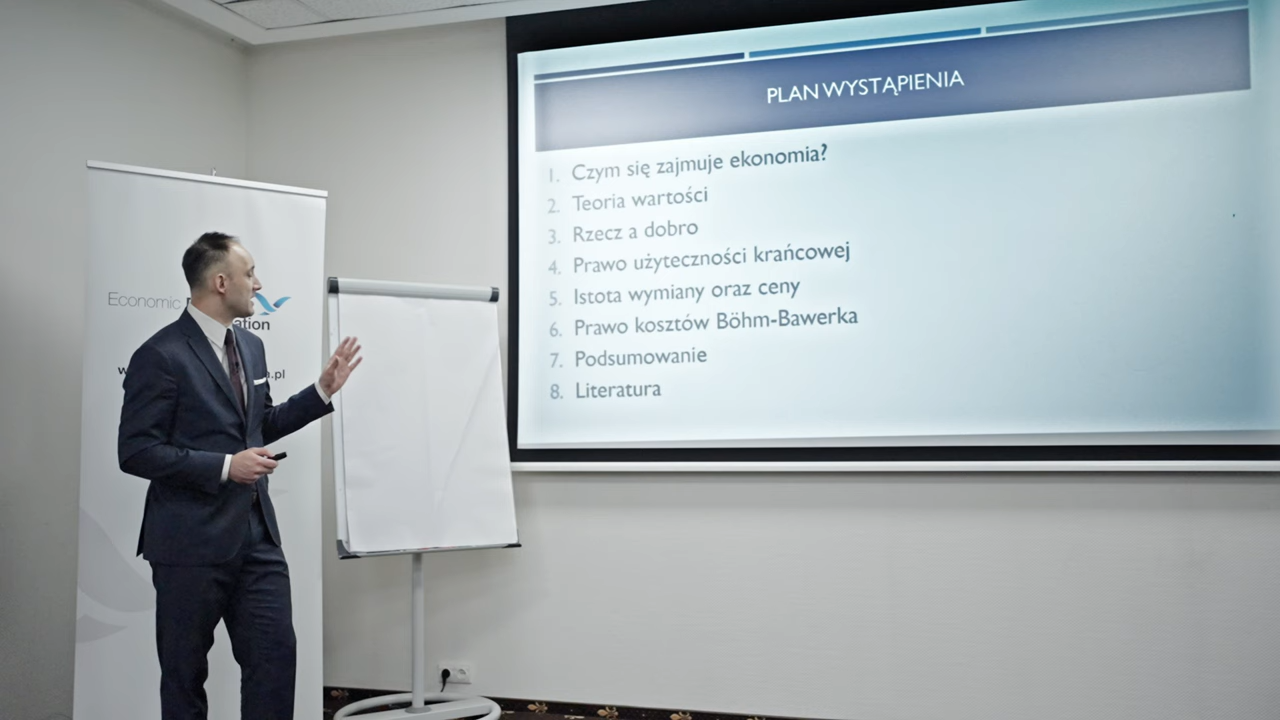 PLAN WYSTĄPIENIA
1. Czym się zajmuje ekonomia?
2. Teoria wartości
3. Rzecz a dobro
4. Prawo użyteczności krańcowej
5. Istota wymiany oraz ceny
6. Prawo kosztów Böhm-Bawerka
7. Podsumowanie
8. Literatura
Economic